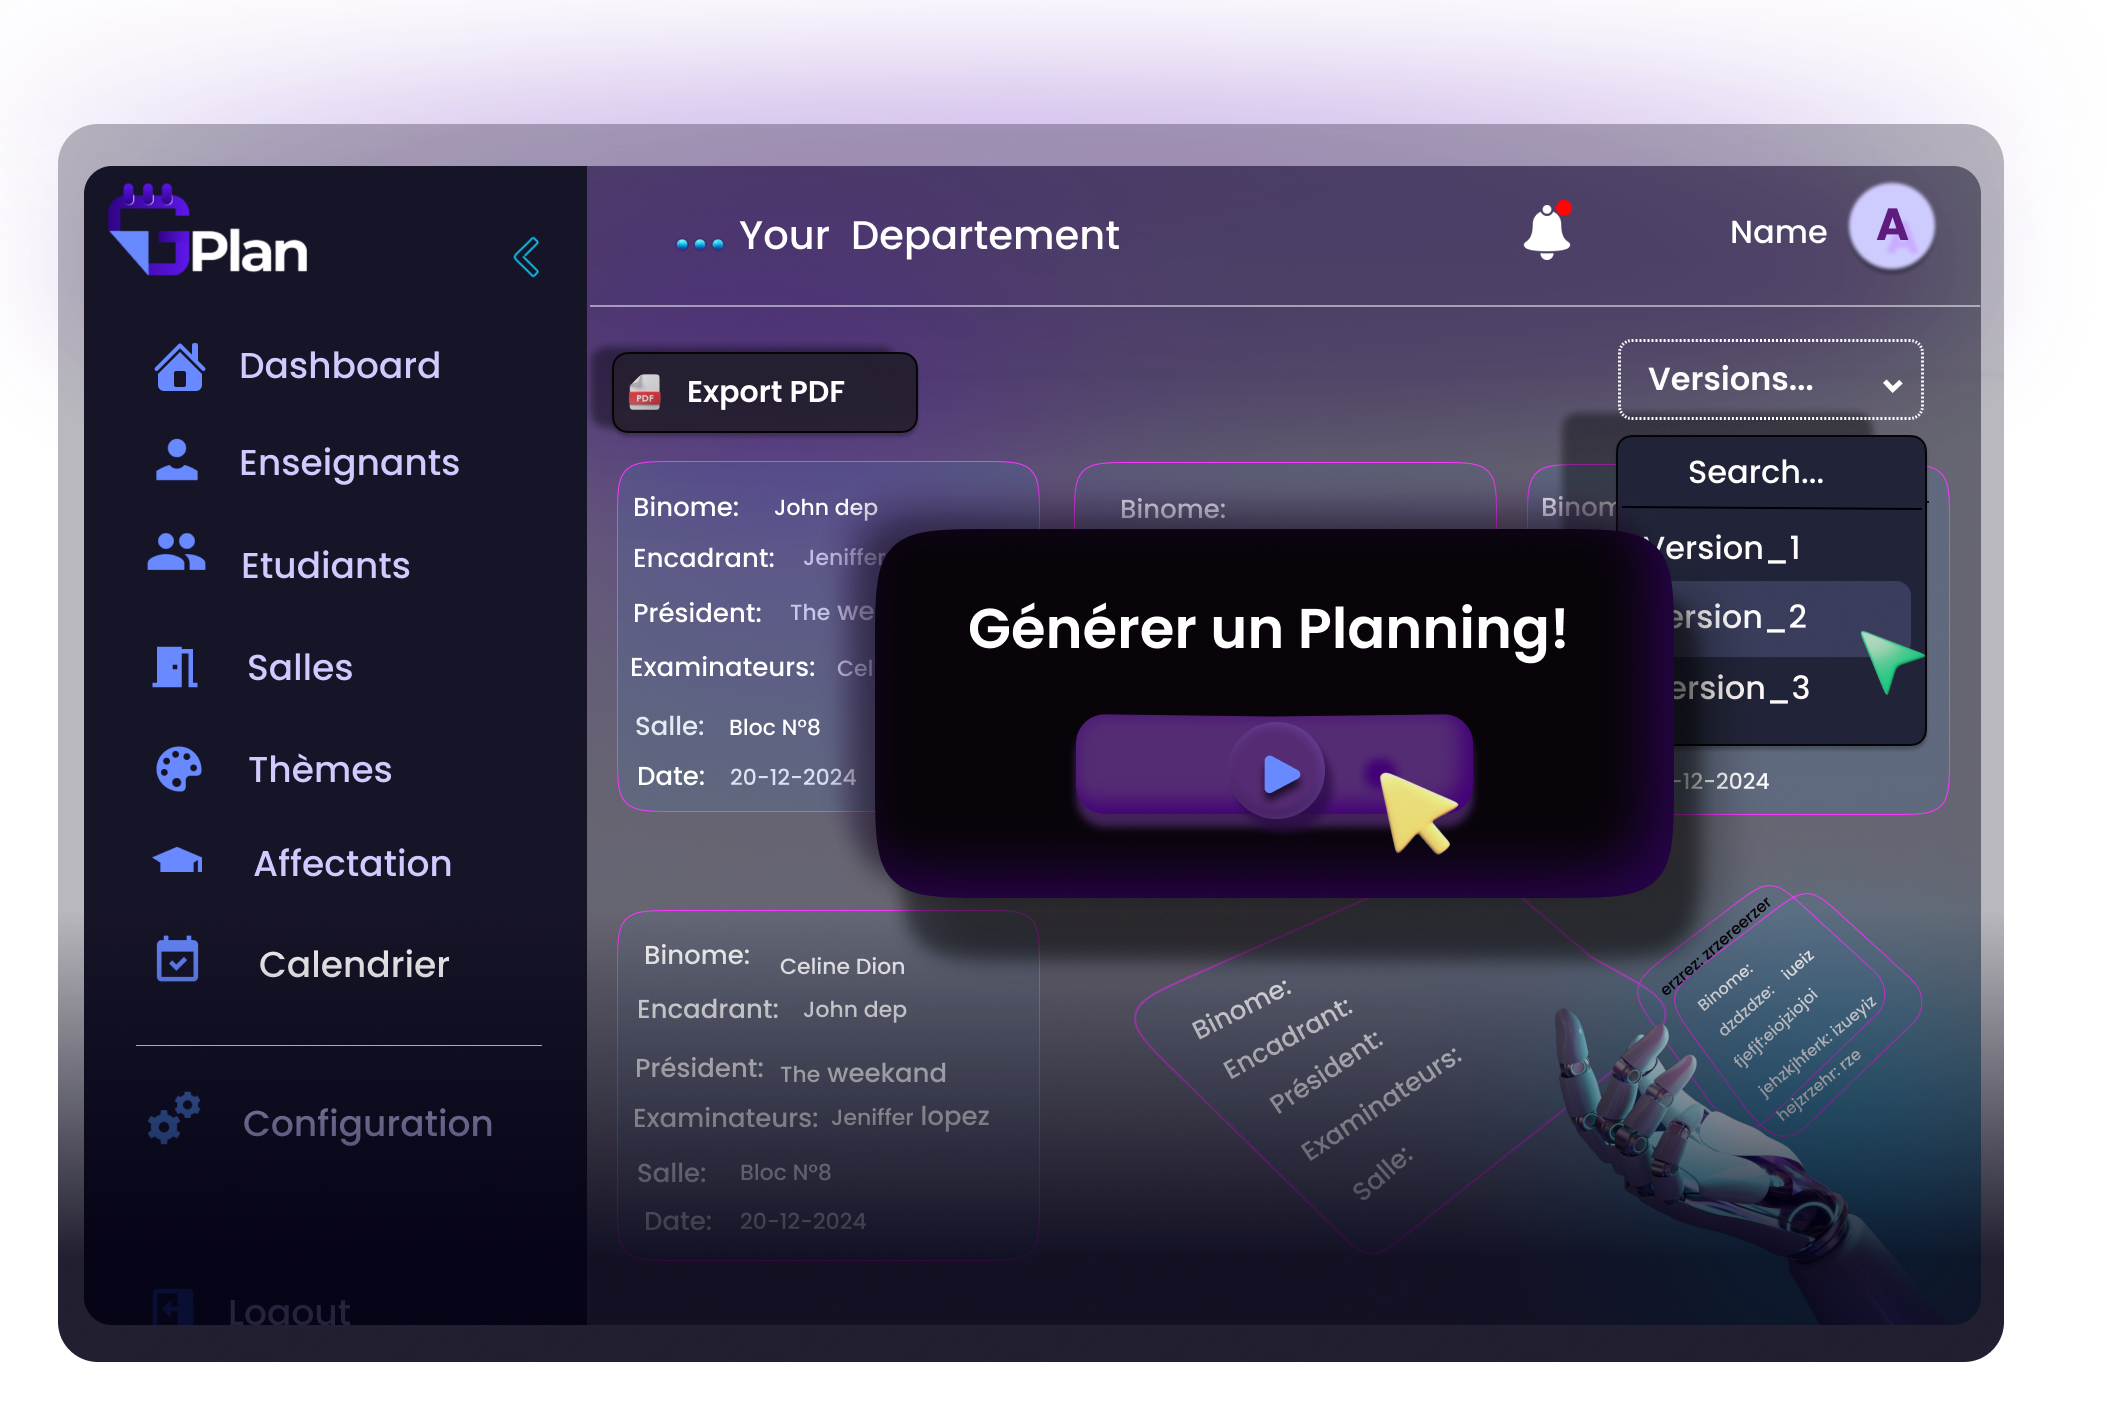 GPlan
Your Departement
Name
A
Dashboard
Enseignants
Etudiants
Salles
Thèmes
Affectation
Calendrier
Configuration
Logout
PDF
Export PDF
Versions...
Search...
Version_1
ersion_2
ersion_3
Binome: John dep
Encadrant: Jeniffer
Président: The we
Examinateurs: Cel
Salle: Bloc N°8
Date: 20-12-2024
Binome:
Binom
-12-2024
Générer un Planning!
Binome: Celine Dion
Encadrant: John dep
Président: The weekand
Examinateurs: Jeniffer lopez
Salle: Bloc N°8
Date: 20-12-2024
Binome:
Encadrant:
Président:
Examinateurs:
Salle:
erzrez: zrzereerzer
Binome: iueiz
dzdzdze:
fjefjf:eiojziojoi
jehzkjhferk: izueyiz
hejzrzehr: rze